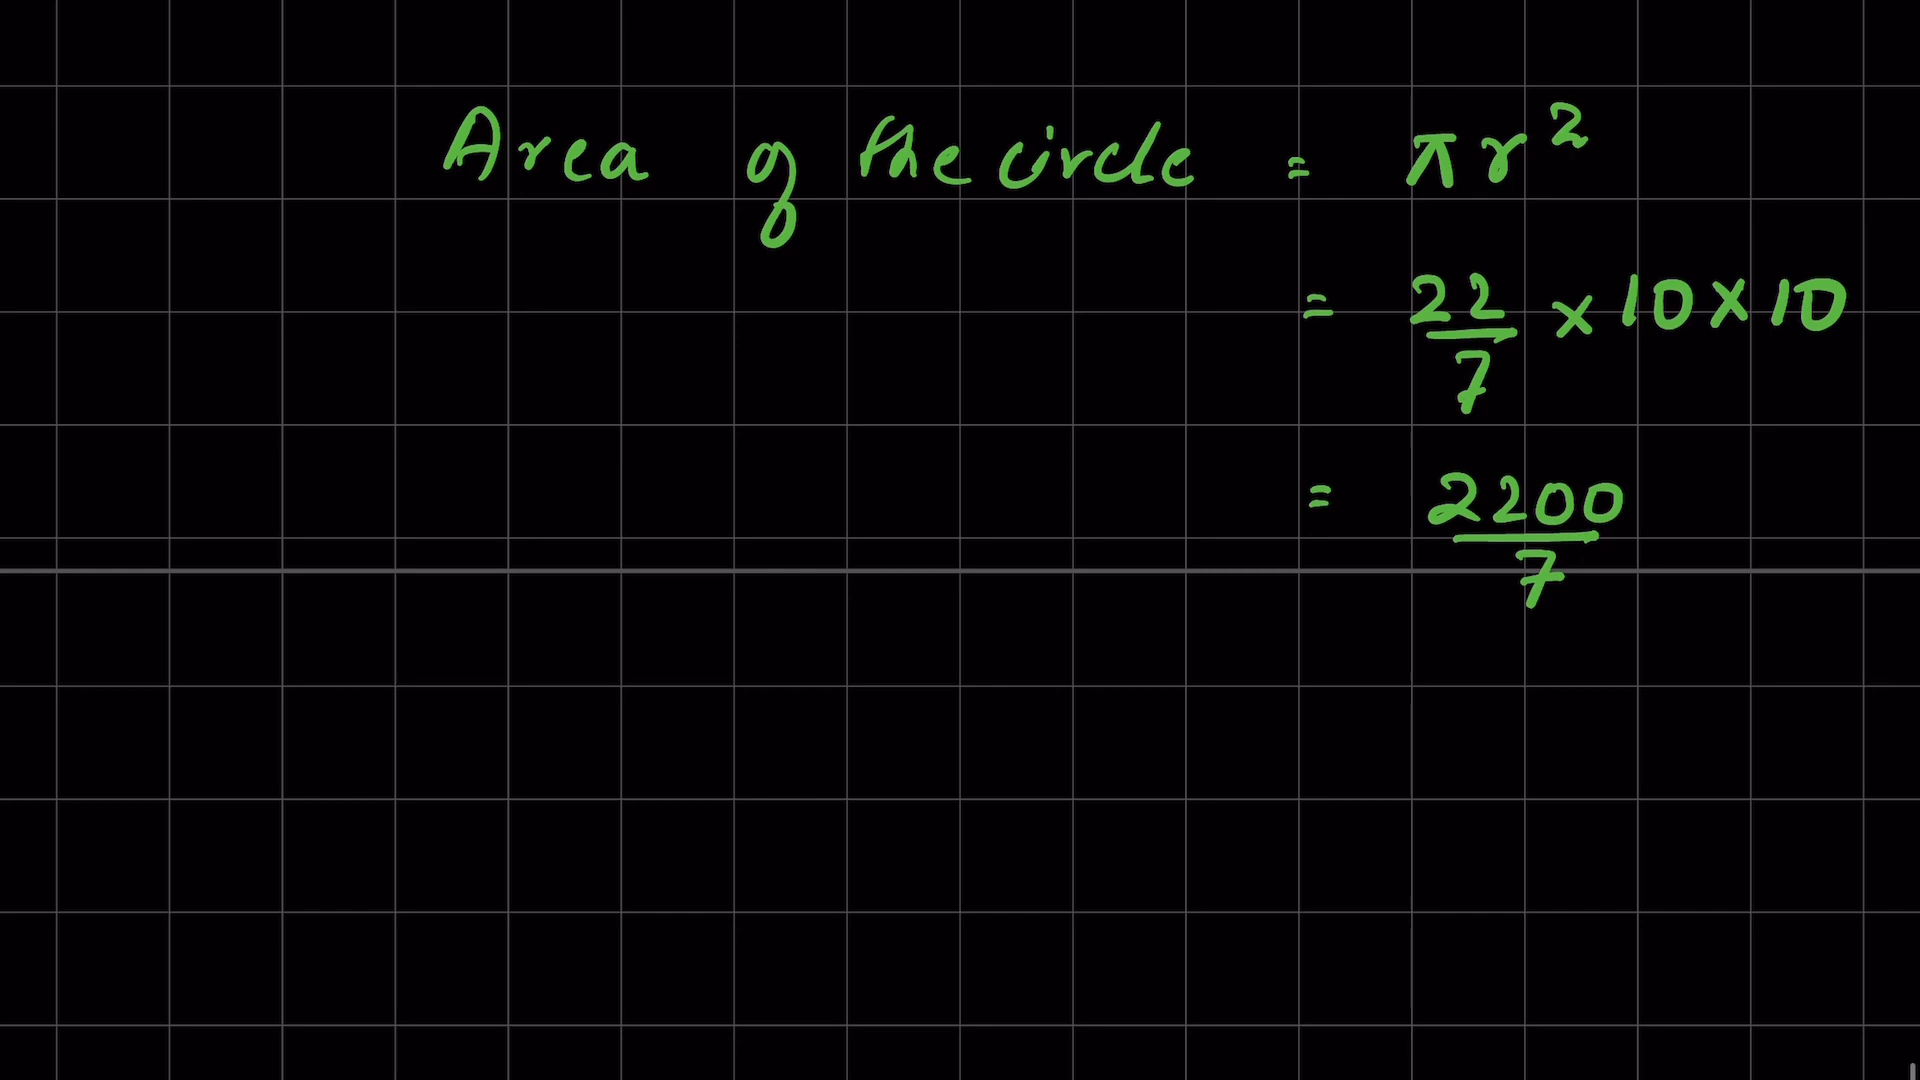 Area of the circle = πr²
= 22/7 × 10 × 10
= 2200/7